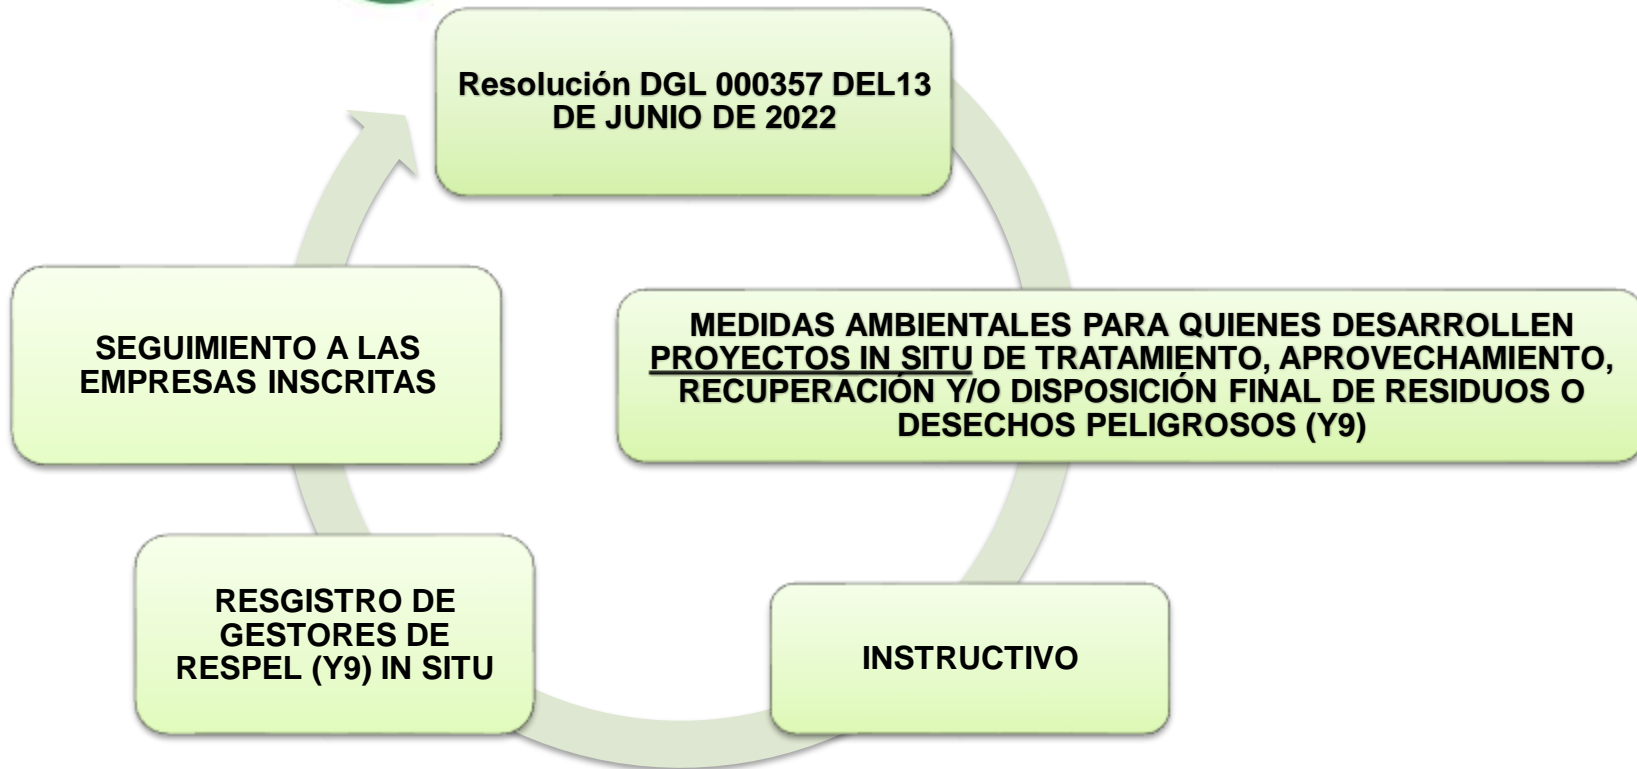 Resolución DGL 000357 DEL13
DE JUNIO DE 2022
MEDIDAS AMBIENTALES PARA QUIENES DESARROLLEN
PROYECTOS IN SITU DE TRATAMIENTO, APROVECHAMIENTO,
RECUPERACIÓN Y/O DISPOSICIÓN FINAL DE RESIDUOS O
DESECHOS PELIGROSOS (Y9)
INSTRUCTIVO
RESGISTRO DE
GESTORES DE
RESPEL (Y9) IN SITU
SEGUIMIENTO A LAS
EMPRESAS INSCRITAS